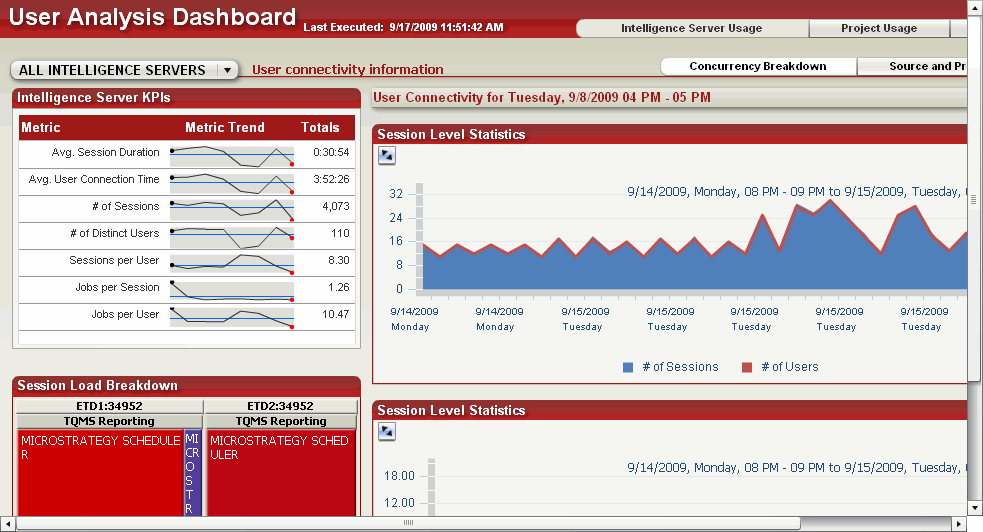 User Analysis Dashboard
Last Executed: 9/17/2009 11:51:42 AM
Intelligence Server Usage
Project Usage
ALL INTELLIGENCE SERVERS
User connectivity information
Concurrency Breakdown
Source and Pr
Intelligence Server KPIs
Metric Metric Trend Totals
Avg. Session Duration 0:30:54
Avg. User Connection Time 3:52:26
# of Sessions 4,073
# of Distinct Users 110
Sessions per User 8.30
Jobs per Session 1.26
Jobs per User 10.47
Session Load Breakdown
ETD1:34952 ETD2:34952
TQMS Reporting TQMS Reporting
MICROSTRATEGY SCHEDULE
R
MI
CR
O
S
T
R
MICROSTRATEGY SCHED
ULER
User Connectivity for Tuesday, 9/8/2009 04 PM - 05 PM
Session Level Statistics
9/14/2009, Monday, 08 PM - 09 PM to 9/15/2009, Tuesday,
32
24
16
8
0
9/14/2009 9/14/2009 9/15/2009 9/15/2009 9/15/2009 9/15/2009 9/15/2009
Monday Monday Tuesday Tuesday Tuesday Tuesday Tuesday
# of Sessions # of Users
Session Level Statistics
9/14/2009, Monday, 08 PM - 09 PM to 9/15/2009, Tuesday,
18.00
12.00